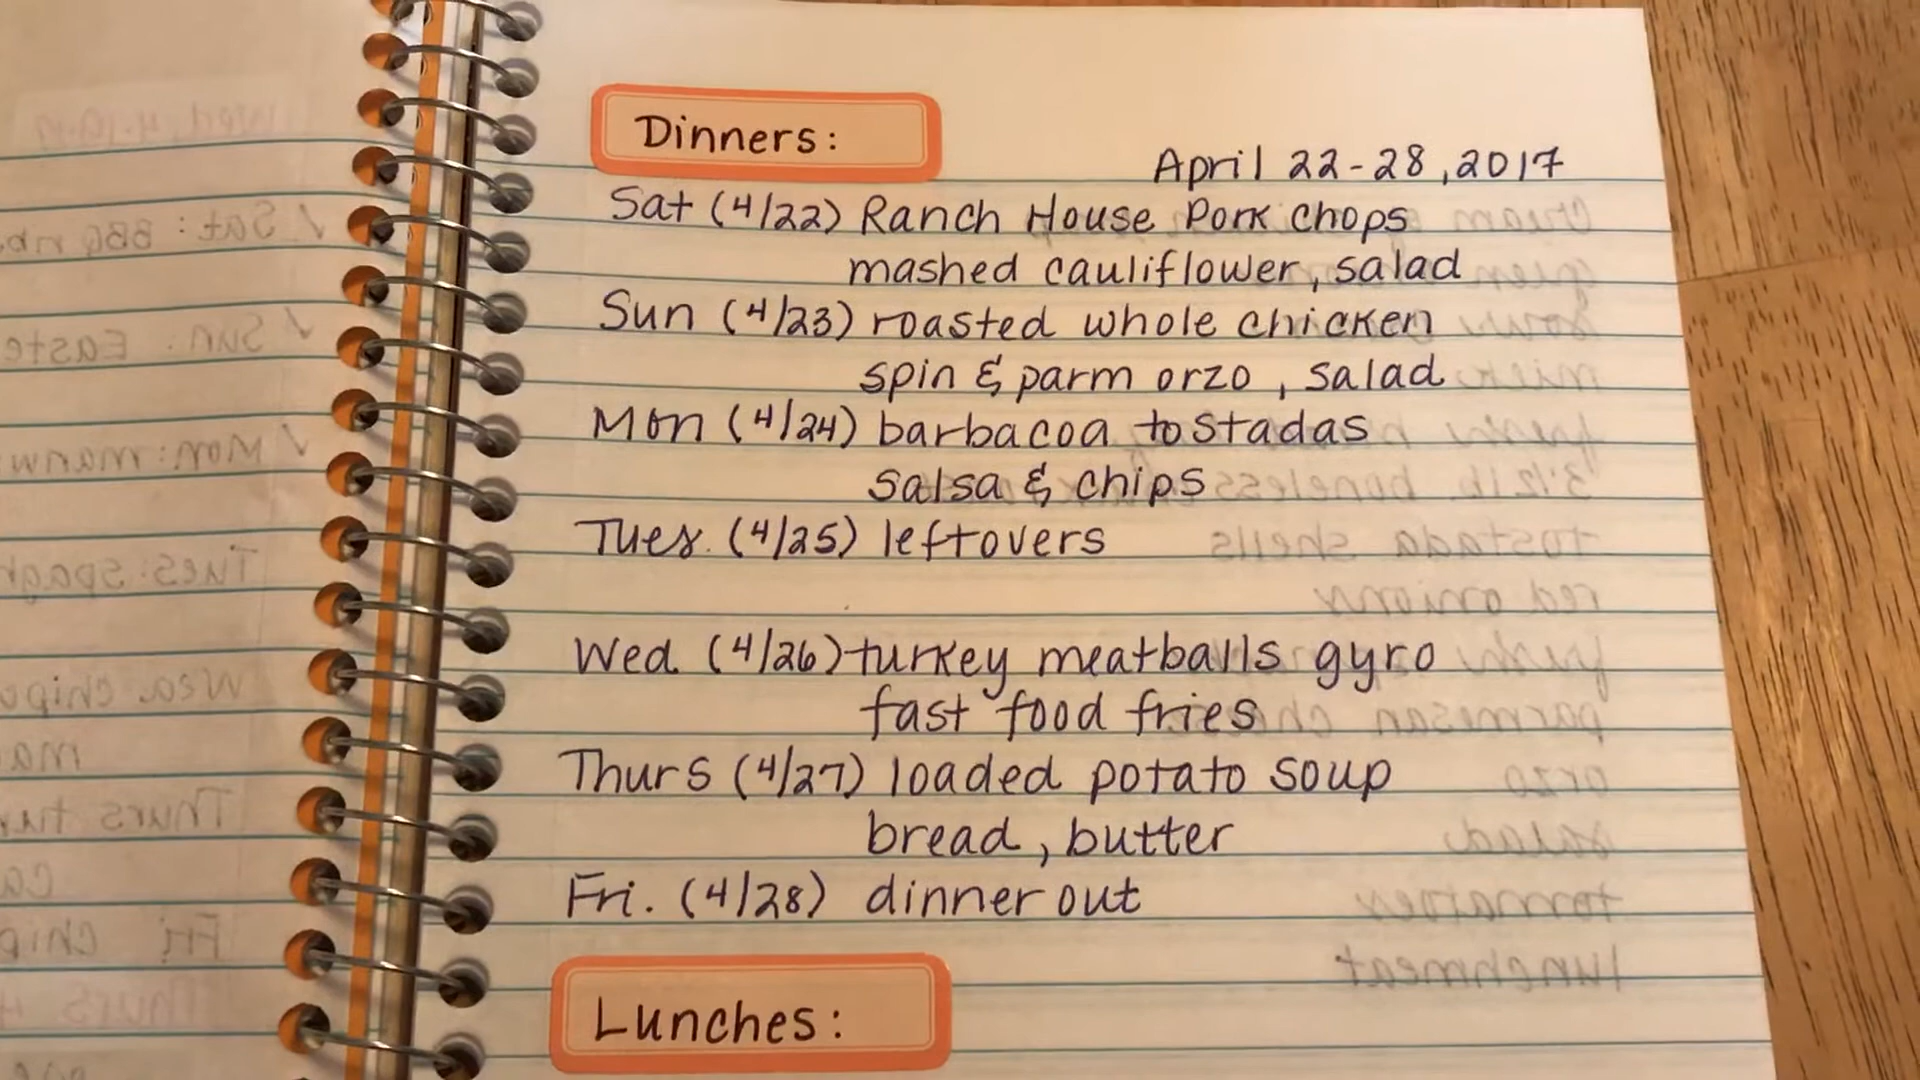 Dinners:
April 22-28, 2017
Sat (4/22) Ranch House Pork Chops
mashed cauliflower, salad
Sun (4/23) roasted whole chicken
spin & parm orzo, salad
Mon (4/24) barbacoa tostadas
salsa & chips
Tues. (4/25) leftovers
Wed. (4/26) turkey meatballs gyro
fast food fries
Thurs (4/27) loaded potato soup
bread, butter
Fri. (4/28) dinner out
Lunches: